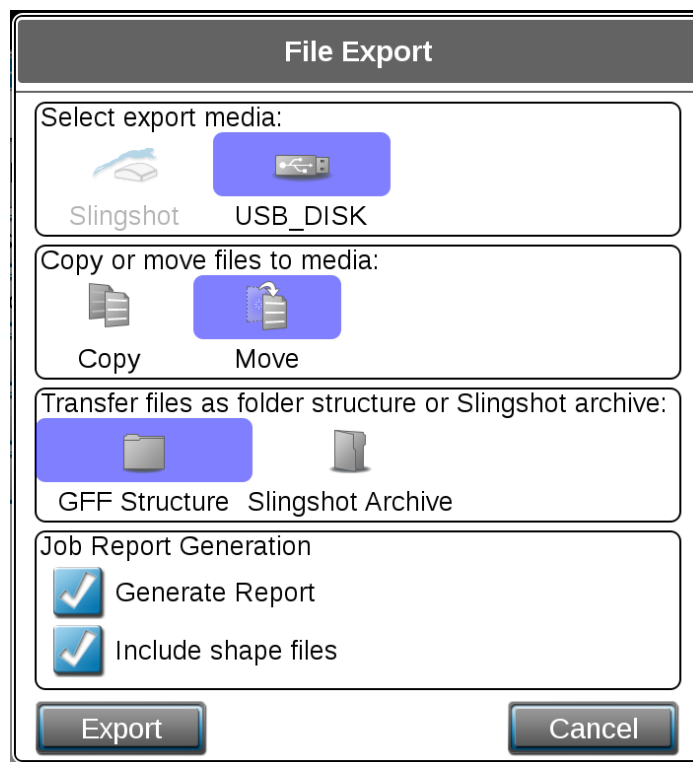 File Export
Select export media:
Slingshot USB_DISK
Copy or move files to media:
Copy Move
Transfer files as folder structure or Slingshot archive:
GFF Structure Slingshot Archive
Job Report Generation
Generate Report
Include shape files
Export Cancel